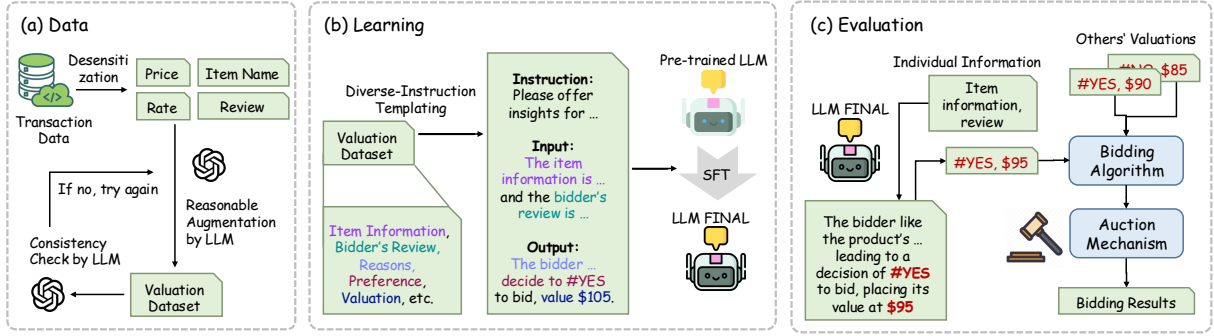 (a) Data
Desensiti
zation
Transaction
Data
Price
Item Name
Rate
Review
If no, try again
Reasonable
Augmentation
by LLM
Consistency
Check by LLM
Valuation
Dataset
(b) Learning
Diverse-Instruction
Templating
Valuation
Dataset
Item Information,
Bidder's Review,
Reasons,
Preference,
Valuation, etc.
Instruction:
Please offer
insights for ...
Input:
The item
information is ...
and the bidder's
review is ...
Output:
The bidder ...
decide to #YES
to bid, value $105.
Pre-trained LLM
SFT
LLM FINAL
(c) Evaluation
Others' Valuations
Individual Information
#NO, $85
#YES, $90
Item
information,
review
LLM FINAL
#YES, $95
Bidding
Algorithm
The bidder like
the product's ...
leading to a
decision of #YES
to bid, placing its
value at $95
Auction
Mechanism
Bidding Results